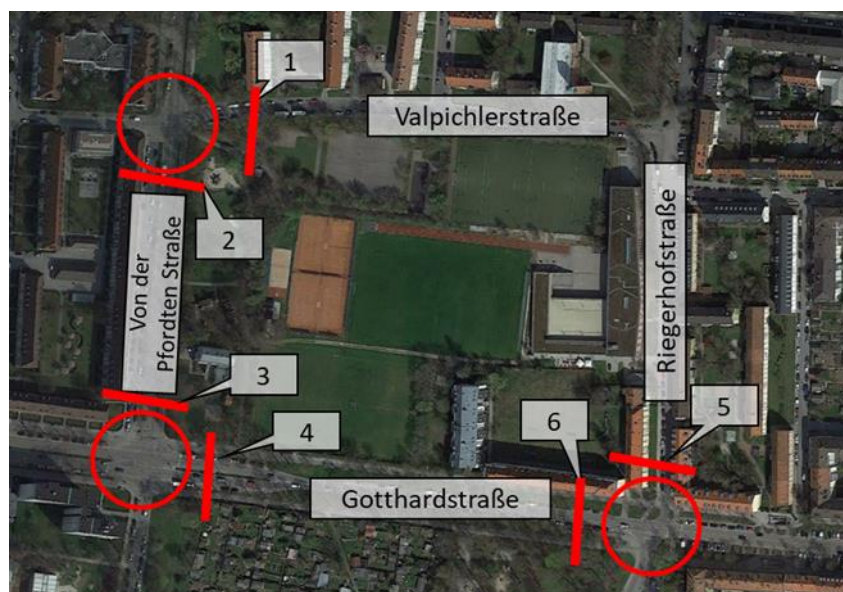 1
Valpichlerstraße
2
Von der
Pfordten Straße
Riegerhofstraße
3
4
5
6
Gotthardstraße